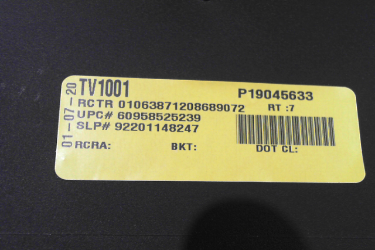 01-07-20
TV1001 P19045633
RCTR 01063871208689072 RT :7
UPC# 60958525239
SLP# 92201148247
RCRA: BKT: DOT CL: